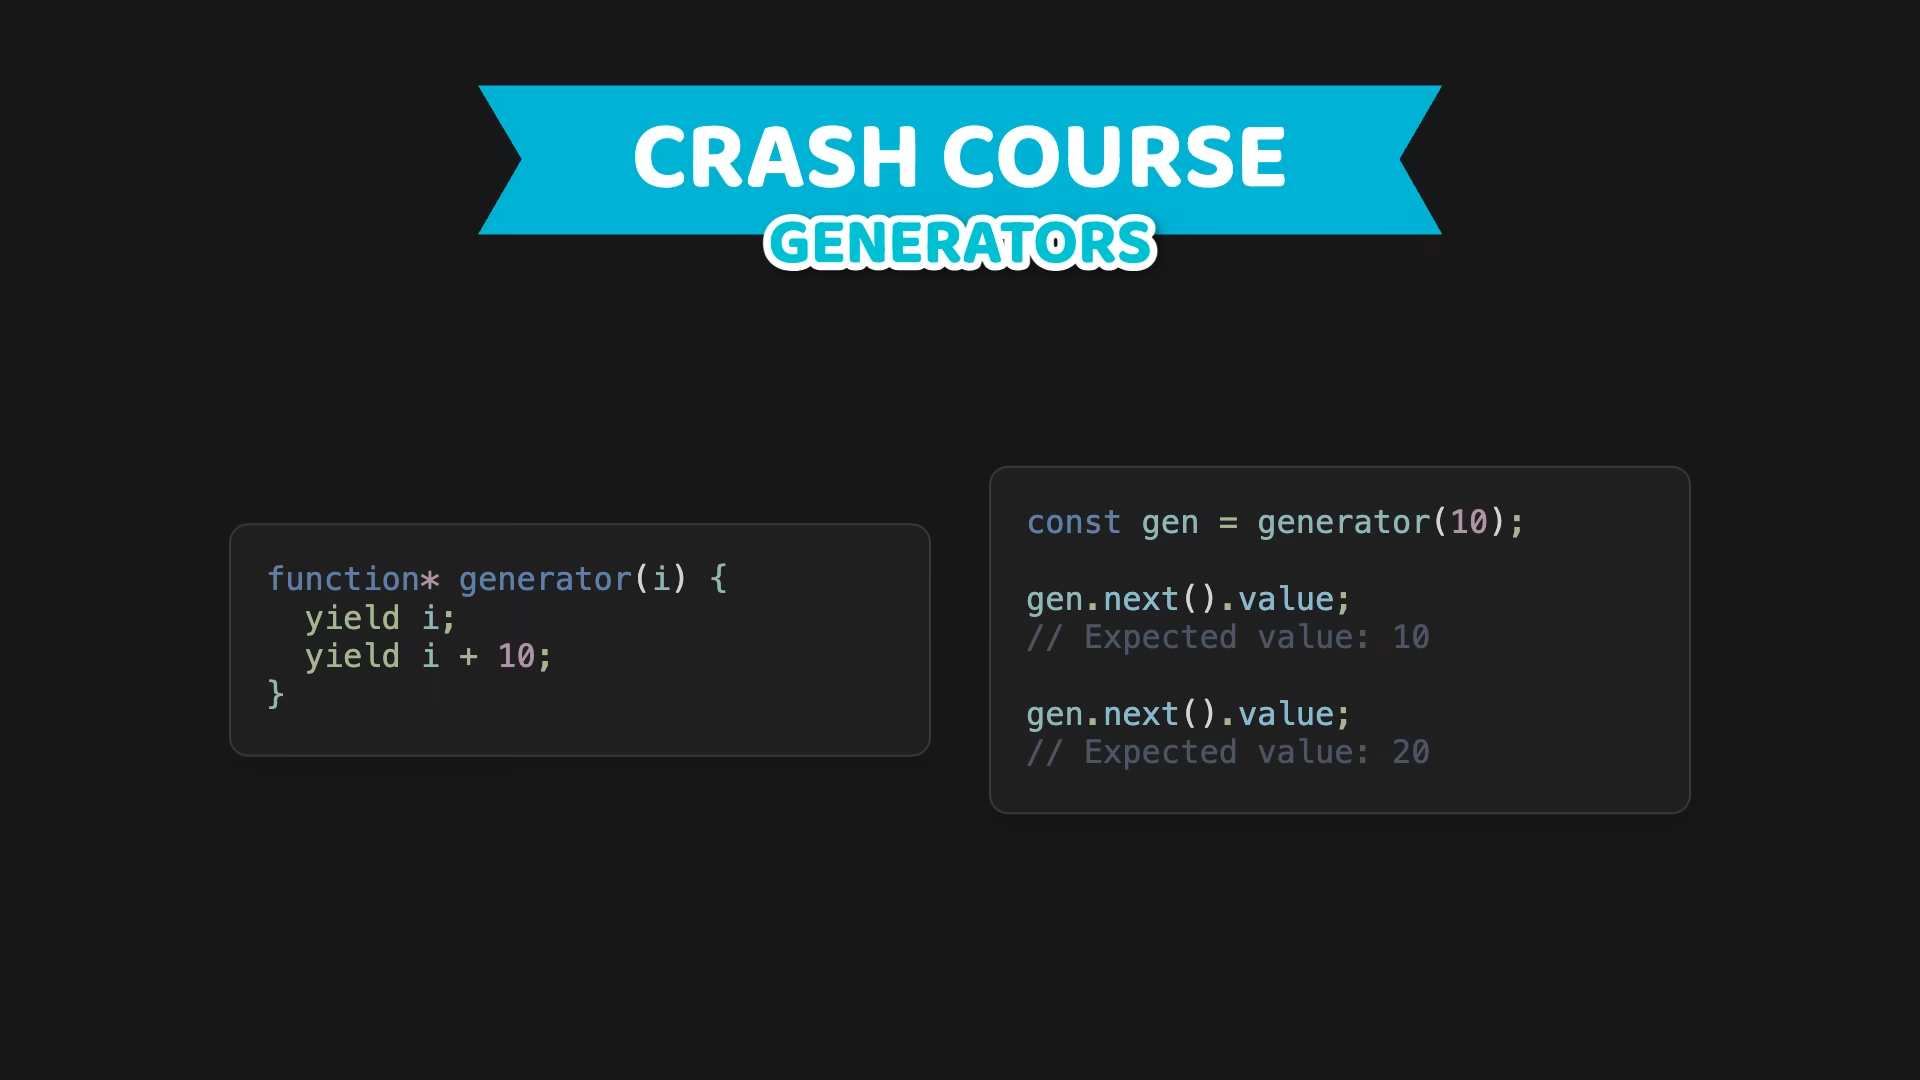 CRASH COURSE
GENERATORS
function* generator(i) {
  yield i;
  yield i + 10;
}
const gen = generator(10);
gen.next().value;
// Expected value: 10
gen.next().value;
// Expected value: 20